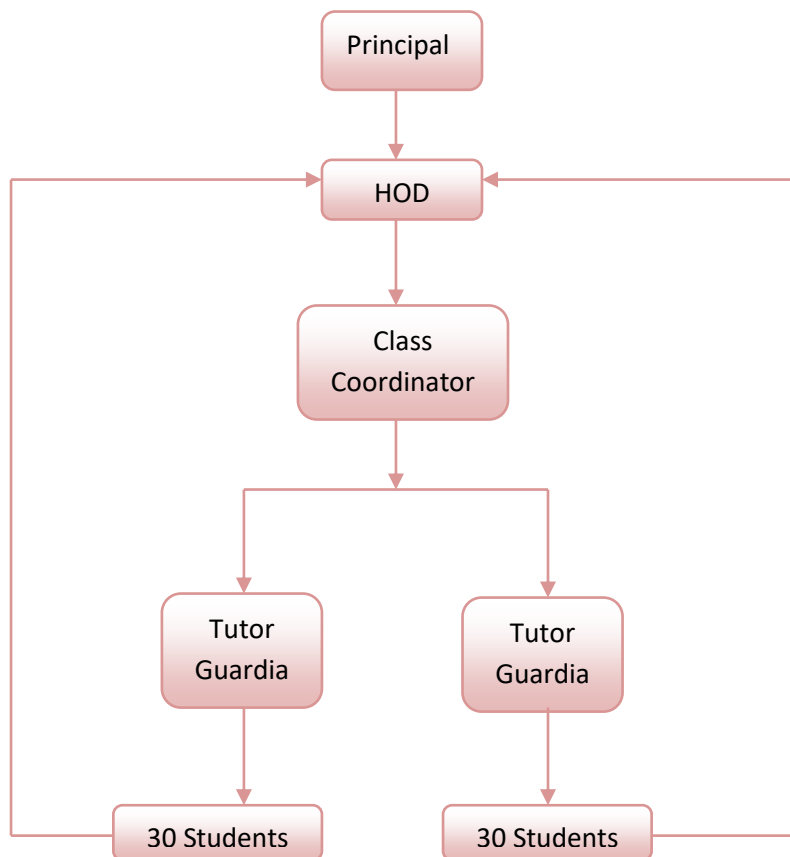 Principal
HOD
Class
Coordinator
Tutor
Guardia
Tutor
Guardia
30 Students
30 Students